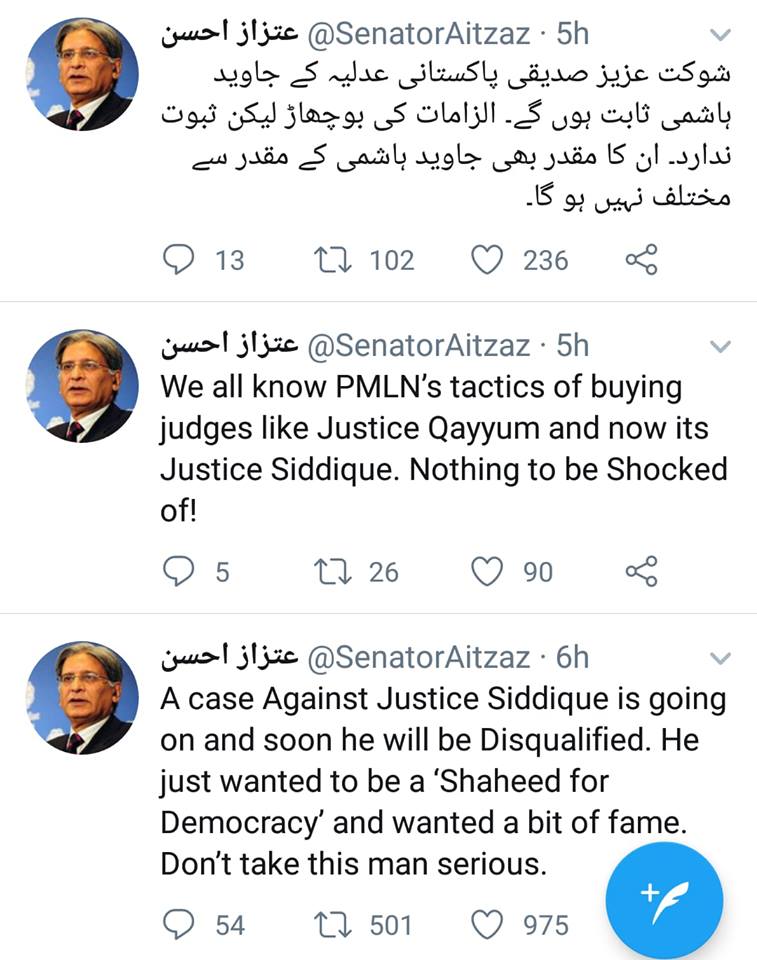 عتزاز احسن @SenatorAitzaz · 5h
شوکت عزیز صدیقی پاکستانی عدلیہ کے جاوید
ہاشمی ثابت ہوں گے۔ الزامات کی بوچھاڑ لیکن ثبوت
ندارد۔ ان کا مقدر بھی جاوید ہاشمی کے مقدر سے
مختلف نہیں ہو گا۔
13 102 236
عتزاز احسن @SenatorAitzaz · 5h
We all know PMLN’s tactics of buying
judges like Justice Qayyum and now its
Justice Siddique. Nothing to be Shocked
of!
5 26 90
عتزاز احسن @SenatorAitzaz · 6h
A case Against Justice Siddique is going
on and soon he will be Disqualified. He
just wanted to be a ‘Shaheed for
Democracy’ and wanted a bit of fame.
Don’t take this man serious.
54 501 975